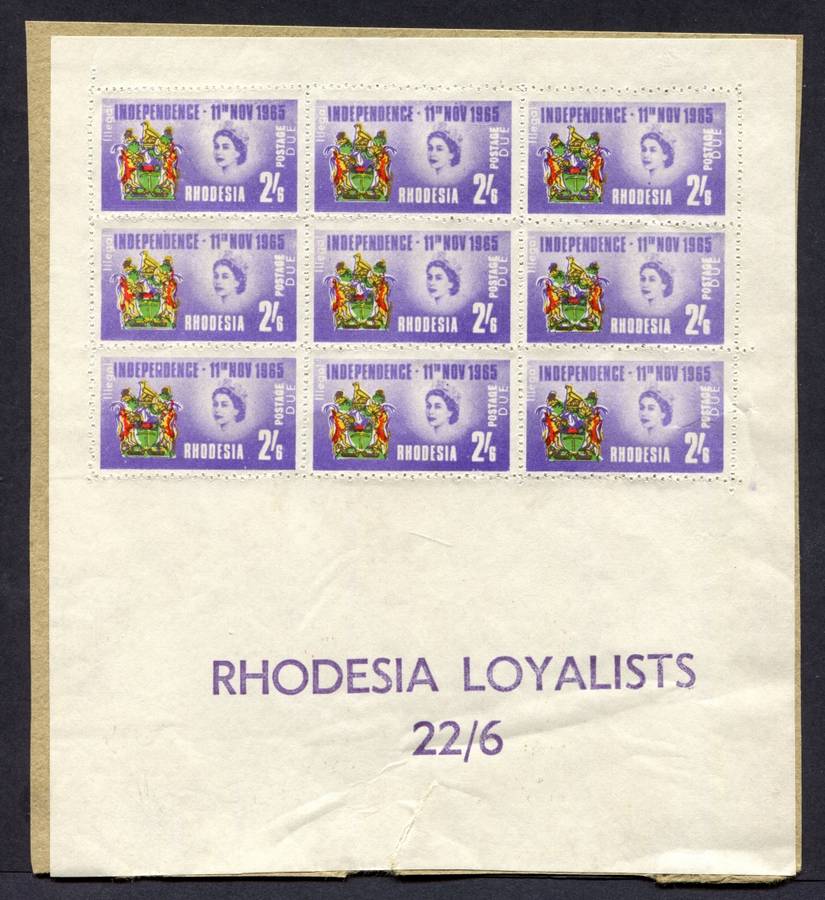 Illegal INDEPENDENCE - 11TH NOV 1965 POSTAGE DUE RHODESIA 2/6
Illegal INDEPENDENCE - 11TH NOV 1965 POSTAGE DUE RHODESIA 2/6
Illegal INDEPENDENCE - 11TH NOV 1965 POSTAGE DUE RHODESIA 2/6
Illegal INDEPENDENCE - 11TH NOV 1965 POSTAGE DUE RHODESIA 2/6
Illegal INDEPENDENCE - 11TH NOV 1965 POSTAGE DUE RHODESIA 2/6
Illegal INDEPENDENCE - 11TH NOV 1965 POSTAGE DUE RHODESIA 2/6
Illegal INDEPENDENCE - 11TH NOV 1965 POSTAGE DUE RHODESIA 2/6
Illegal INDEPENDENCE - 11TH NOV 1965 POSTAGE DUE RHODESIA 2/6
Illegal INDEPENDENCE - 11TH NOV 1965 POSTAGE DUE RHODESIA 2/6
RHODESIA LOYALISTS
22/6